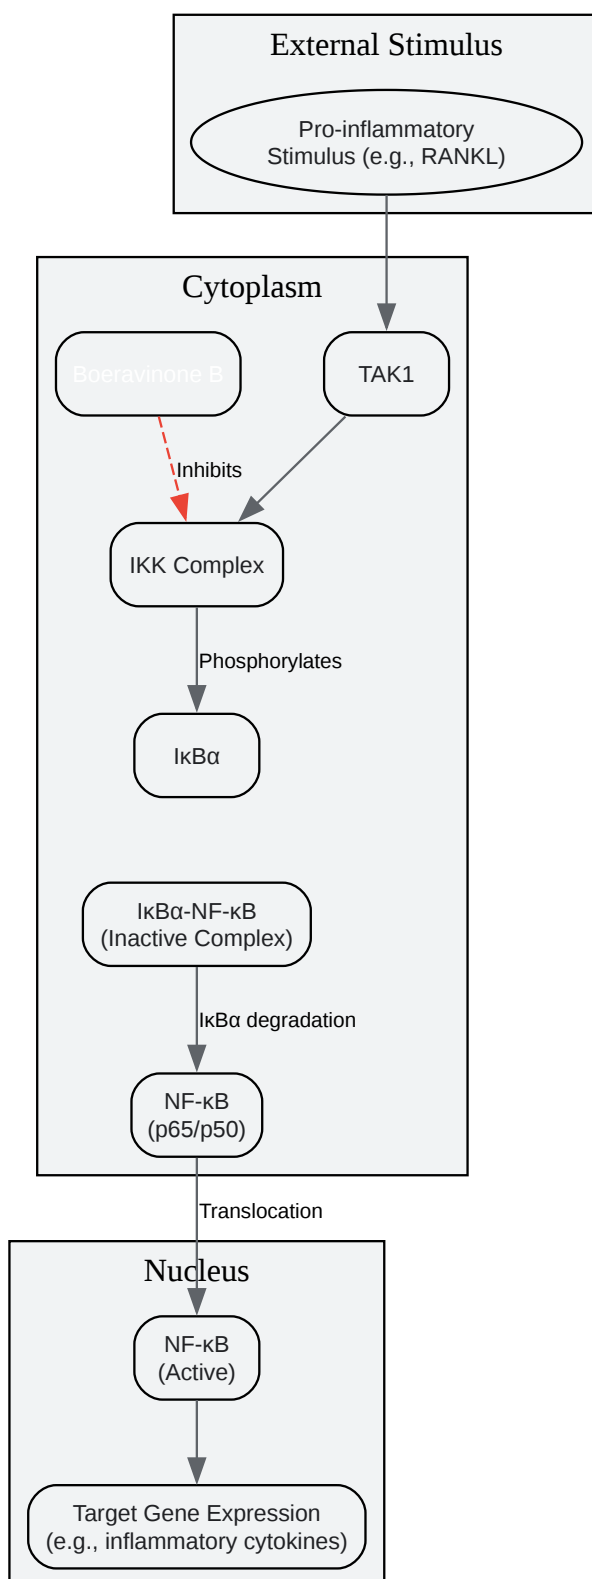 External Stimulus
Pro-inflammatory
Stimulus (e.g., RANKL)
Cytoplasm
Boeravinone B
TAK1
Inhibits
IKK Complex
Phosphorylates
IκBα
IκBα-NF-κB
(Inactive Complex)
IκBα degradation
NF-κB
(p65/p50)
Translocation
Nucleus
NF-κB
(Active)
Target Gene Expression
(e.g., inflammatory cytokines)